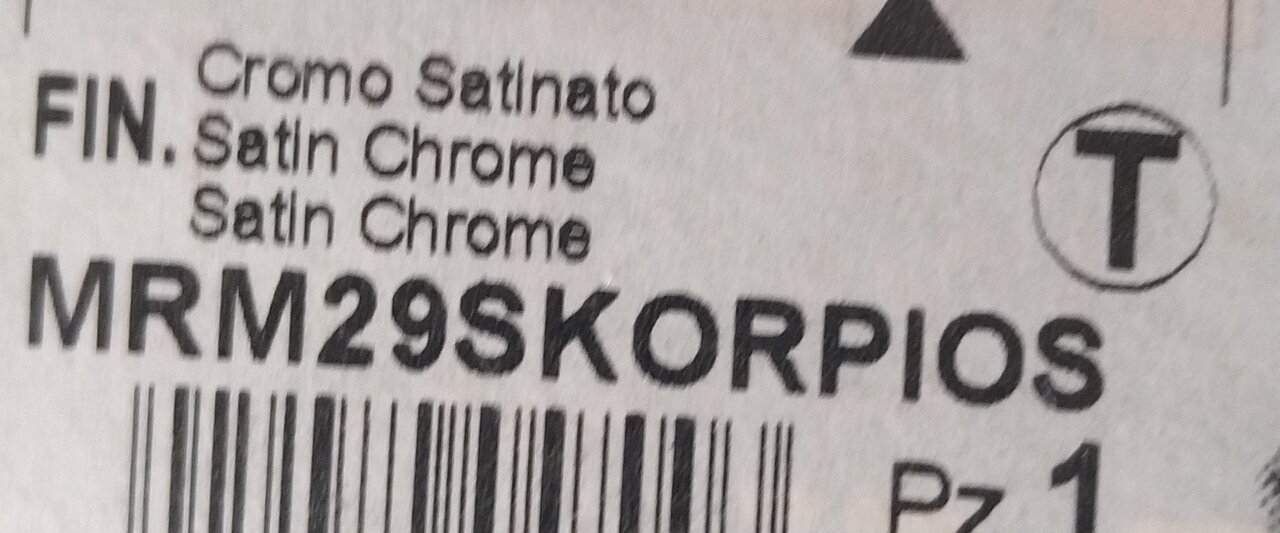 FIN. Cromo Satinato
Satin Chrome
Satin Chrome
T
MRM29SKORPIOS
Pz 1